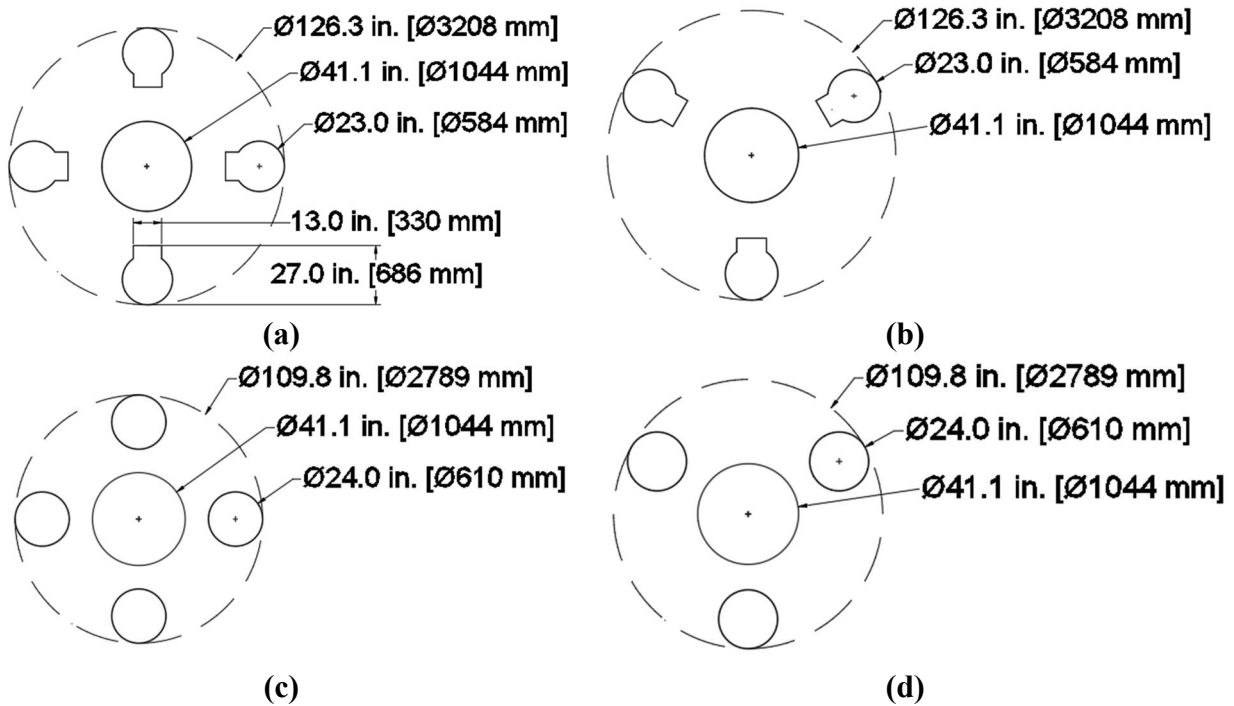 Ø126.3 in. [Ø3208 mm]
Ø41.1 in. [Ø1044 mm]
Ø23.0 in. [Ø584 mm]
13.0 in. [330 mm]
27.0 in. [686 mm]
(a)
Ø126.3 in. [Ø3208 mm]
Ø23.0 in. [Ø584 mm]
Ø41.1 in. [Ø1044 mm]
(b)
Ø109.8 in. [Ø2789 mm]
Ø41.1 in. [Ø1044 mm]
Ø24.0 in. [Ø610 mm]
(c)
Ø109.8 in. [Ø2789 mm]
Ø24.0 in. [Ø610 mm]
Ø41.1 in. [Ø1044 mm]
(d)